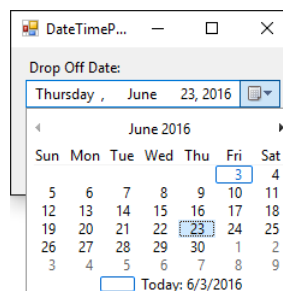 DateTimeP...
Drop Off Date:
Thursday , June 23, 2016
June 2016
Sun Mon Tue Wed Thu Fri Sat
3 4
5 6 7 8 9 10 11
12 13 14 15 16 17 18
19 20 21 22 23 24 25
26 27 28 29 30 1 2
3 4 5 6 7 8 9
Today: 6/3/2016